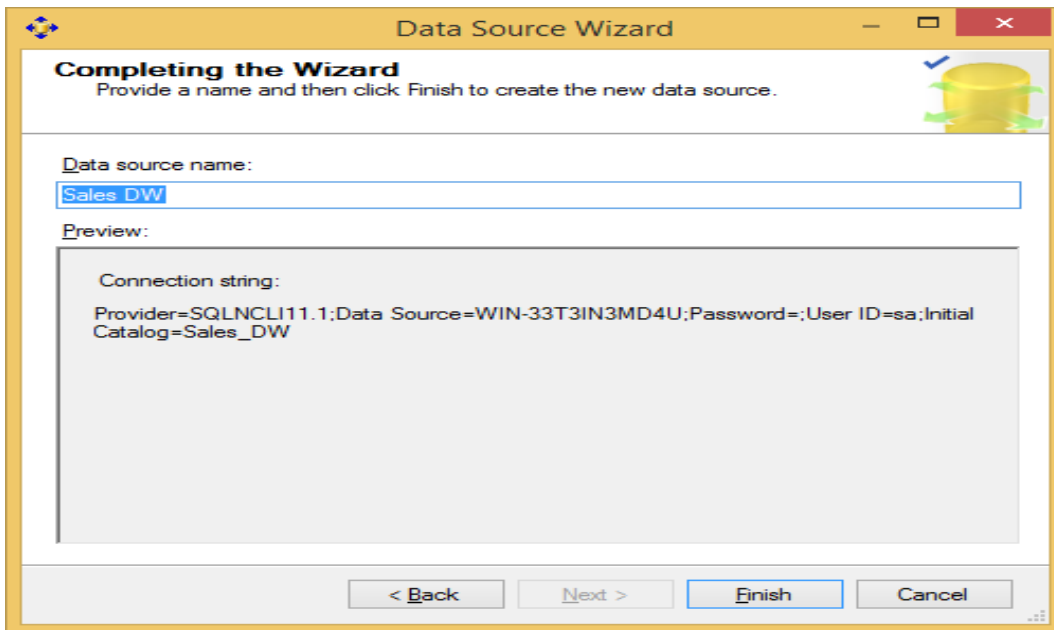 Data Source Wizard
Completing the Wizard
Provide a name and then click Finish to create the new data source.
Data source name:
Sales DW
Preview:
Connection string:
Provider=SQLNCLI11.1;Data Source=WIN-33T3IN3MD4U;Password=;User ID=sa;Initial
Catalog=Sales_DW
< Back Next > Finish Cancel